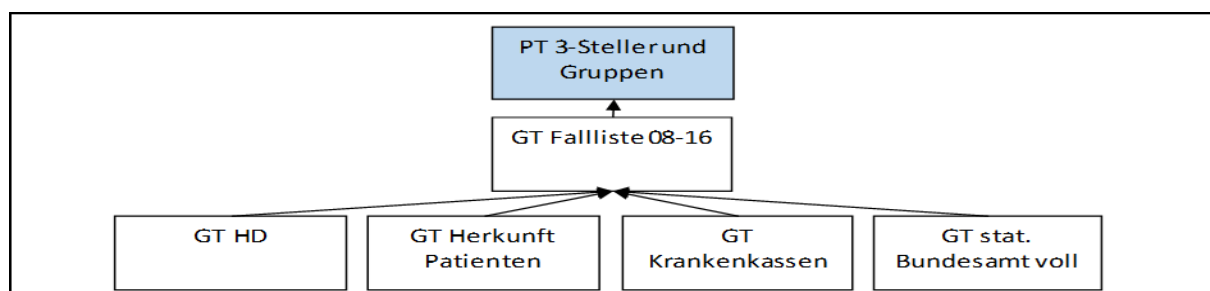 PT 3-Steller und
Gruppen
GT Fallliste 08-16
GT HD
GT Herkunft
Patienten
GT
Krankenkassen
GT stat.
Bundesamt voll